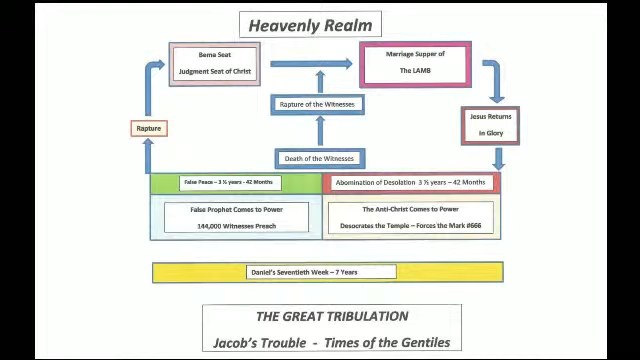 Heavenly Realm
Bema Seat
Judgment Seat of Christ
Marriage Supper of
The LAMB
Rapture of the Witnesses
Jesus Returns
In Glory
Rapture
Death of the Witnesses
False Peace – 3 ½ years - 42 Months
Abomination of Desolation 3 ½ years – 42 Months
False Prophet Comes to Power
144,000 Witnesses Preach
The Anti-Christ Comes to Power
Desocrates the Temple – Forces the Mark #666
Daniel's Seventieth Week – 7 Years
THE GREAT TRIBULATION
Jacob's Trouble - Times of the Gentiles